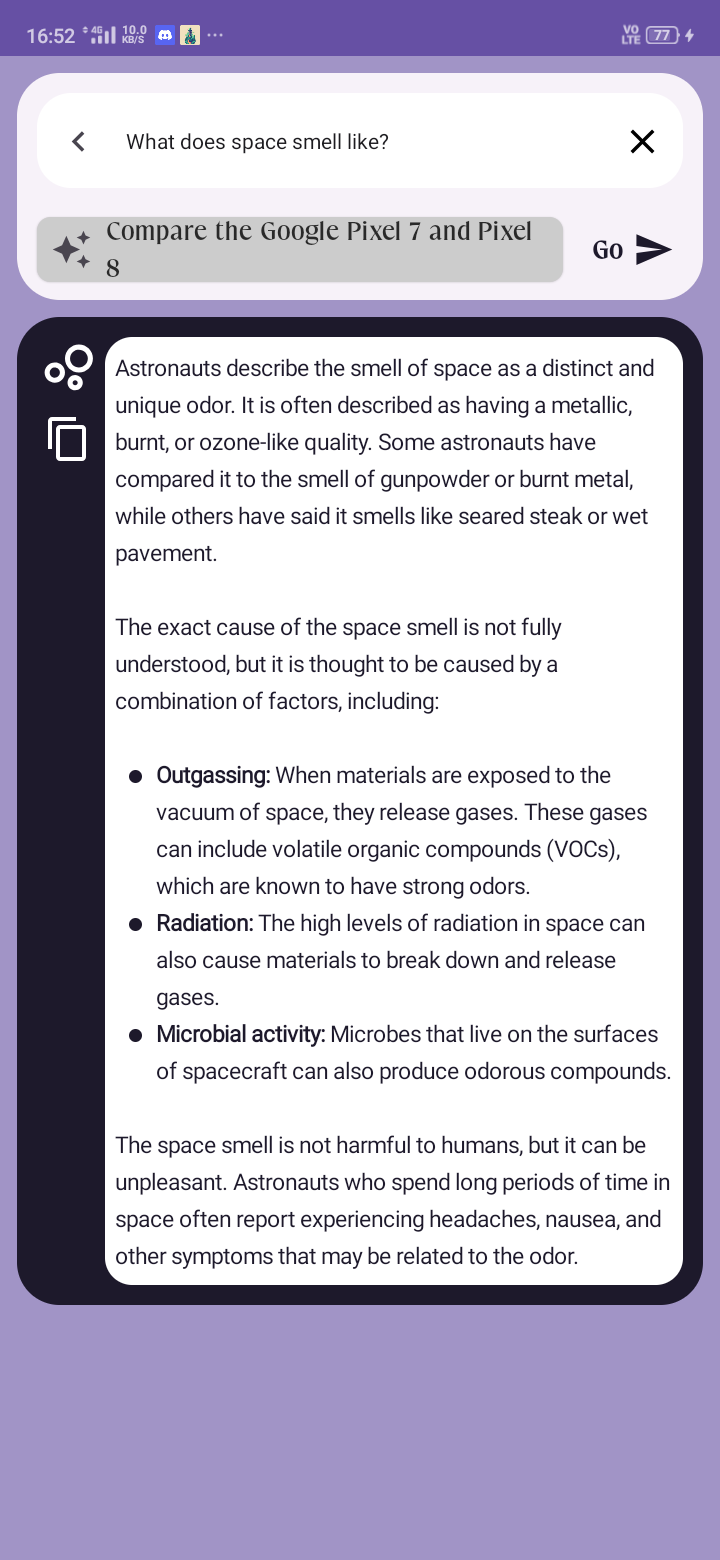 16:52 4G 10.0 KB/S ... VO LTE 77
What does space smell like?
Compare the Google Pixel 7 and Pixel
8
Go
Astronauts describe the smell of space as a distinct and
unique odor. It is often described as having a metallic,
burnt, or ozone-like quality. Some astronauts have
compared it to the smell of gunpowder or burnt metal,
while others have said it smells like seared steak or wet
pavement.
The exact cause of the space smell is not fully
understood, but it is thought to be caused by a
combination of factors, including:
● Outgassing: When materials are exposed to the
vacuum of space, they release gases. These gases
can include volatile organic compounds (VOCs),
which are known to have strong odors.
● Radiation: The high levels of radiation in space can
also cause materials to break down and release
gases.
● Microbial activity: Microbes that live on the surfaces
of spacecraft can also produce odorous compounds.
The space smell is not harmful to humans, but it can be
unpleasant. Astronauts who spend long periods of time in
space often report experiencing headaches, nausea, and
other symptoms that may be related to the odor.